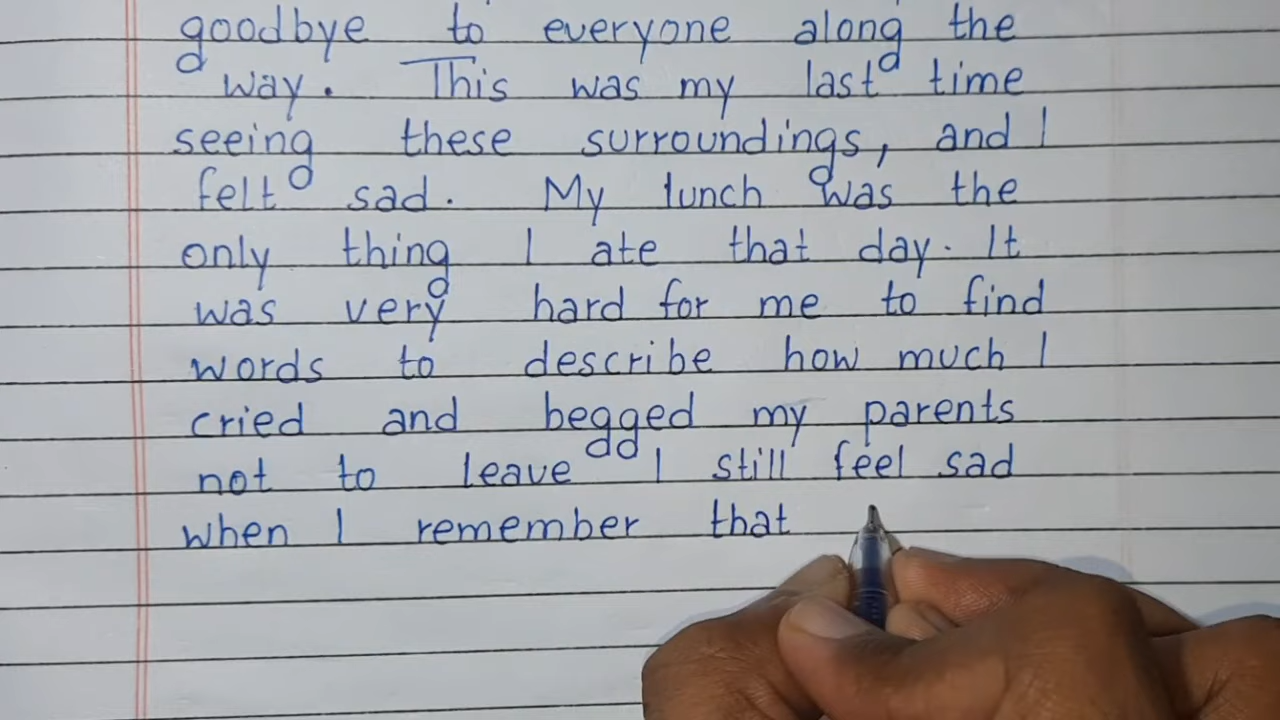 goodbye to everyone along the
way. This was my last time
seeing these surroundings, and I
felt sad. My lunch was the
only thing I ate that day. It
was very hard for me to find
words to describe how much I
cried and begged my parents
not to leave I still feel sad
when I remember that